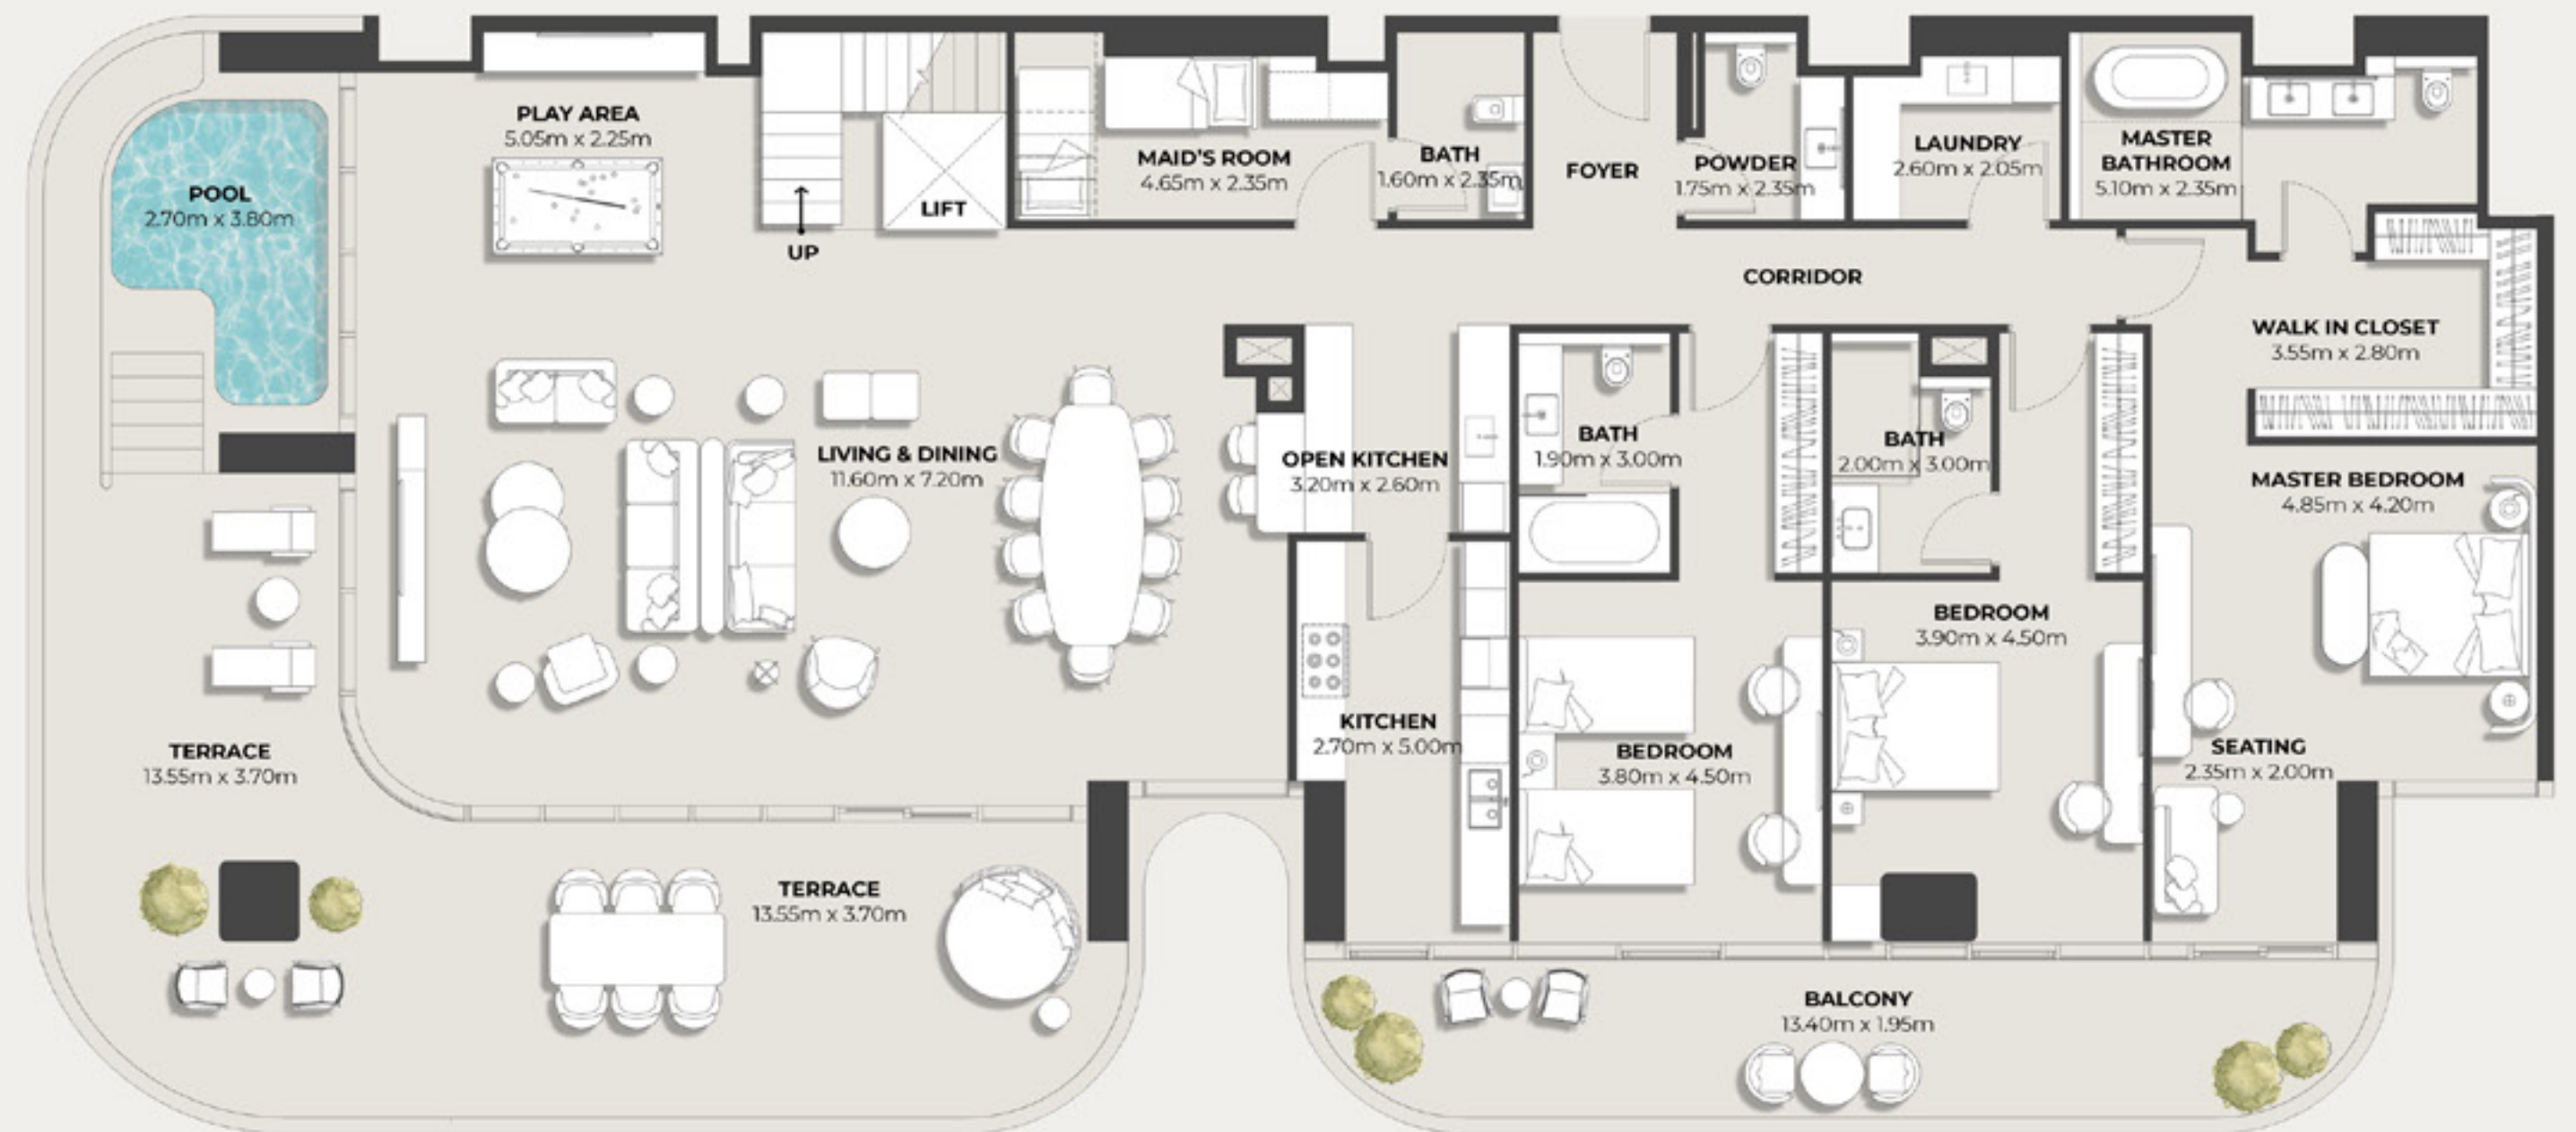 PLAY AREA
5.05m x 2.25m
POOL
2.70m x 3.80m
UP
LIFT
MAID'S ROOM
4.65m x 2.35m
BATH
1.60m x 2.35m
FOYER
POWDER
1.75m x 2.35m
LAUNDRY
2.60m x 2.05m
MASTER
BATHROOM
5.10m x 2.35m
CORRIDOR
WALK IN CLOSET
3.55m x 2.80m
LIVING & DINING
11.60m x 7.20m
OPEN KITCHEN
3.20m x 2.60m
BATH
1.90m x 3.00m
BATH
2.00m x 3.00m
MASTER BEDROOM
4.85m x 4.20m
BEDROOM
3.90m x 4.50m
KITCHEN
2.70m x 5.00m
BEDROOM
3.80m x 4.50m
SEATING
2.35m x 2.00m
TERRACE
13.55m x 3.70m
TERRACE
13.55m x 3.70m
BALCONY
13.40m x 1.95m